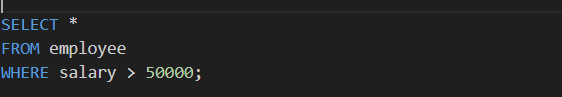 SELECT *
FROM employee
WHERE salary > 50000;